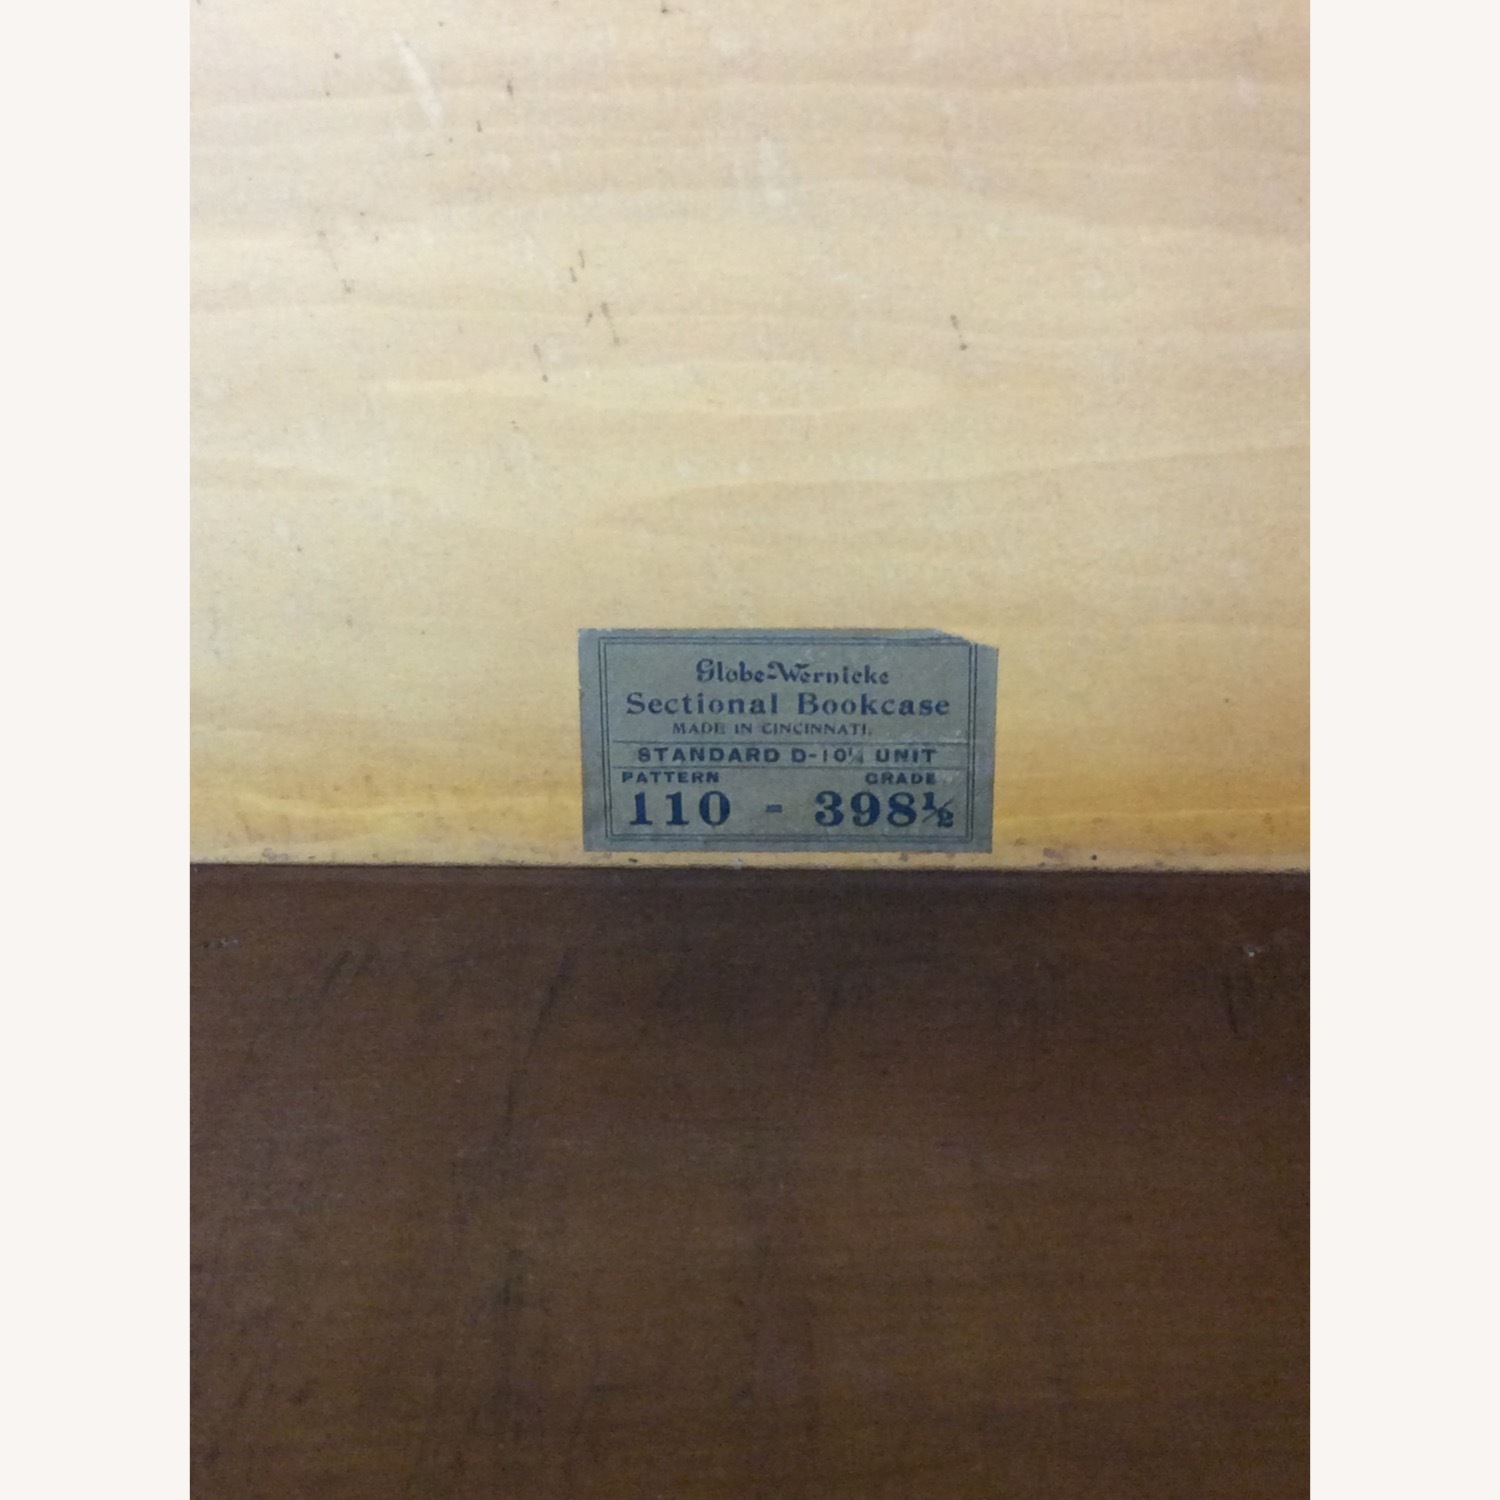 Globe-Wernicke
Sectional Bookcase
MADE IN CINCINNATI.
STANDARD D-10¼ UNIT
PATTERN GRADE
110 - 398½